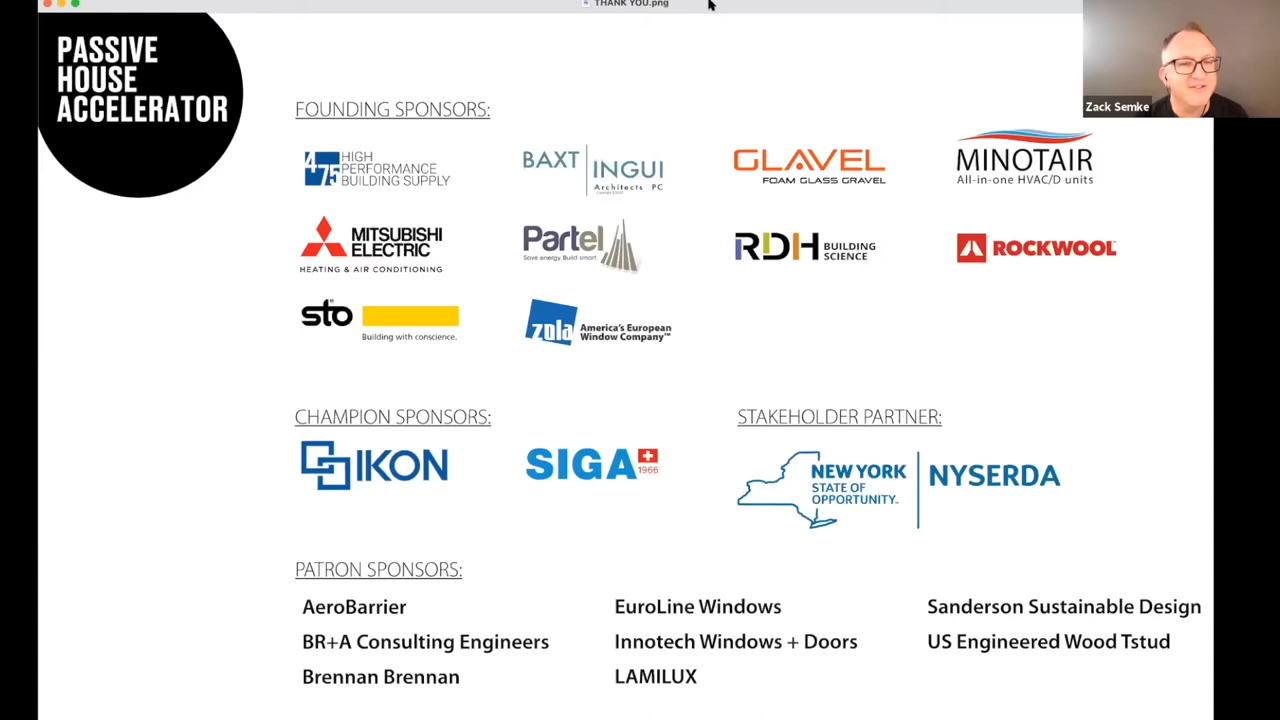 THANK YOU.png
PASSIVE
HOUSE
ACCELERATOR
Zack Semke
FOUNDING SPONSORS:
475 HIGH
PERFORMANCE
BUILDING SUPPLY
BAXT INGUI
Architects PC
GLAVEL
FOAM GLASS GRAVEL
MINOTAIR
All-in-one HVAC/D units
MITSUBISHI
ELECTRIC
HEATING & AIR CONDITIONING
Partel
Save energy. Build smart.
RDH BUILDING
SCIENCE
ROCKWOOL
sto
Building with conscience.
zola America's European
Window Company™
CHAMPION SPONSORS:
IKON
SIGA
1966
STAKEHOLDER PARTNER:
NEW YORK
STATE OF
OPPORTUNITY™
NYSERDA
PATRON SPONSORS:
AeroBarrier
BR+A Consulting Engineers
Brennan Brennan
EuroLine Windows
Innotech Windows + Doors
LAMILUX
Sanderson Sustainable Design
US Engineered Wood Tstud